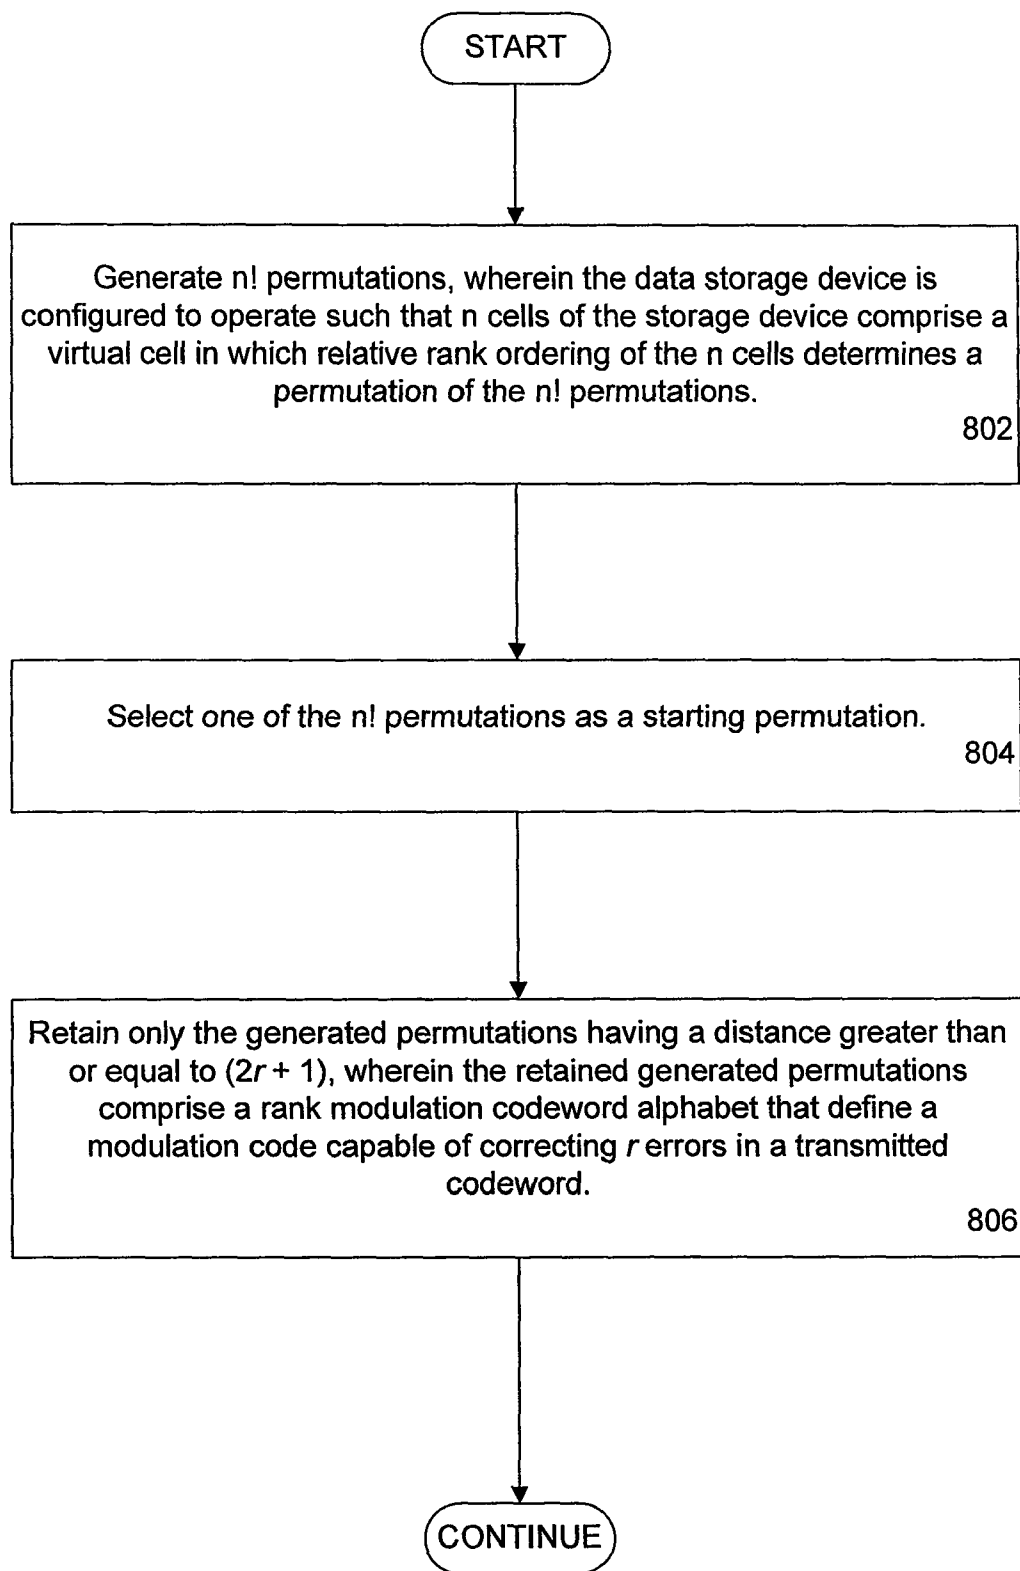 START
Generate n! permutations, wherein the data storage device is
configured to operate such that n cells of the storage device comprise a
virtual cell in which relative rank ordering of the n cells determines a
permutation of the n! permutations.
802
Select one of the n! permutations as a starting permutation.
804
Retain only the generated permutations having a distance greater than
or equal to (2r + 1), wherein the retained generated permutations
comprise a rank modulation codeword alphabet that define a
modulation code capable of correcting r errors in a transmitted
codeword.
806
CONTINUE